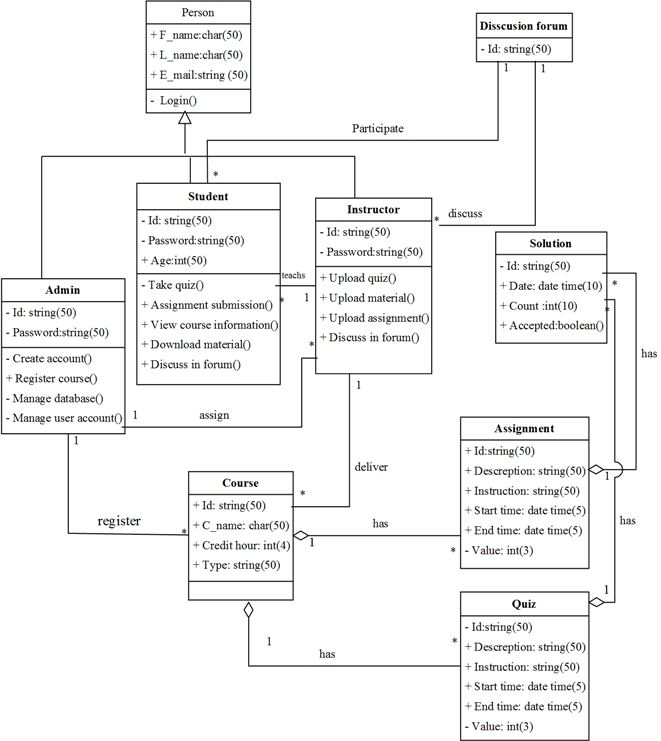 Person
+ F_name:char(50)
+ L_name:char(50)
+ E_mail:string (50)
- Login()
Disscusion forum
- Id: string(50)
1
1
Participate
*
Student
- Id: string(50)
- Password:string(50)
+ Age:int(50)
- Take quiz()
+ Assignment submission()
+ View course information()
+ Download material()
+ Discuss in forum()
teachs
*
1
Instructor
- Id: string(50)
- Password:string(50)
+ Upload quiz()
+ Upload material()
+ Upload assignment()
+ Discuss in forum()
*
discuss
*
1
Solution
- Id: string(50)
+ Date: date time(10)
+ Count :int(10)
+ Accepted:boolean()
*
*
has
Admin
- Id: string(50)
- Password:string(50)
- Create account()
+ Register course()
- Manage database()
- Manage user account()
1
assign
1
deliver
*
register
*
Course
+ Id: string(50)
+ C_name: char(50)
+ Credit hour: int(4)
+ Type: string(50)
has
1
*
Assignment
+ Id:string(50)
+ Descreption: string(50)
+ Instruction: string(50)
+ Start time: date time(5)
+ End time: date time(5)
- Value: int(3)
1
has
1
1
has
*
Quiz
- Id:string(50)
+ Descreption: string(50)
+ Instruction: string(50)
+ Start time: date time(5)
+ End time: date time(5)
- Value: int(3)